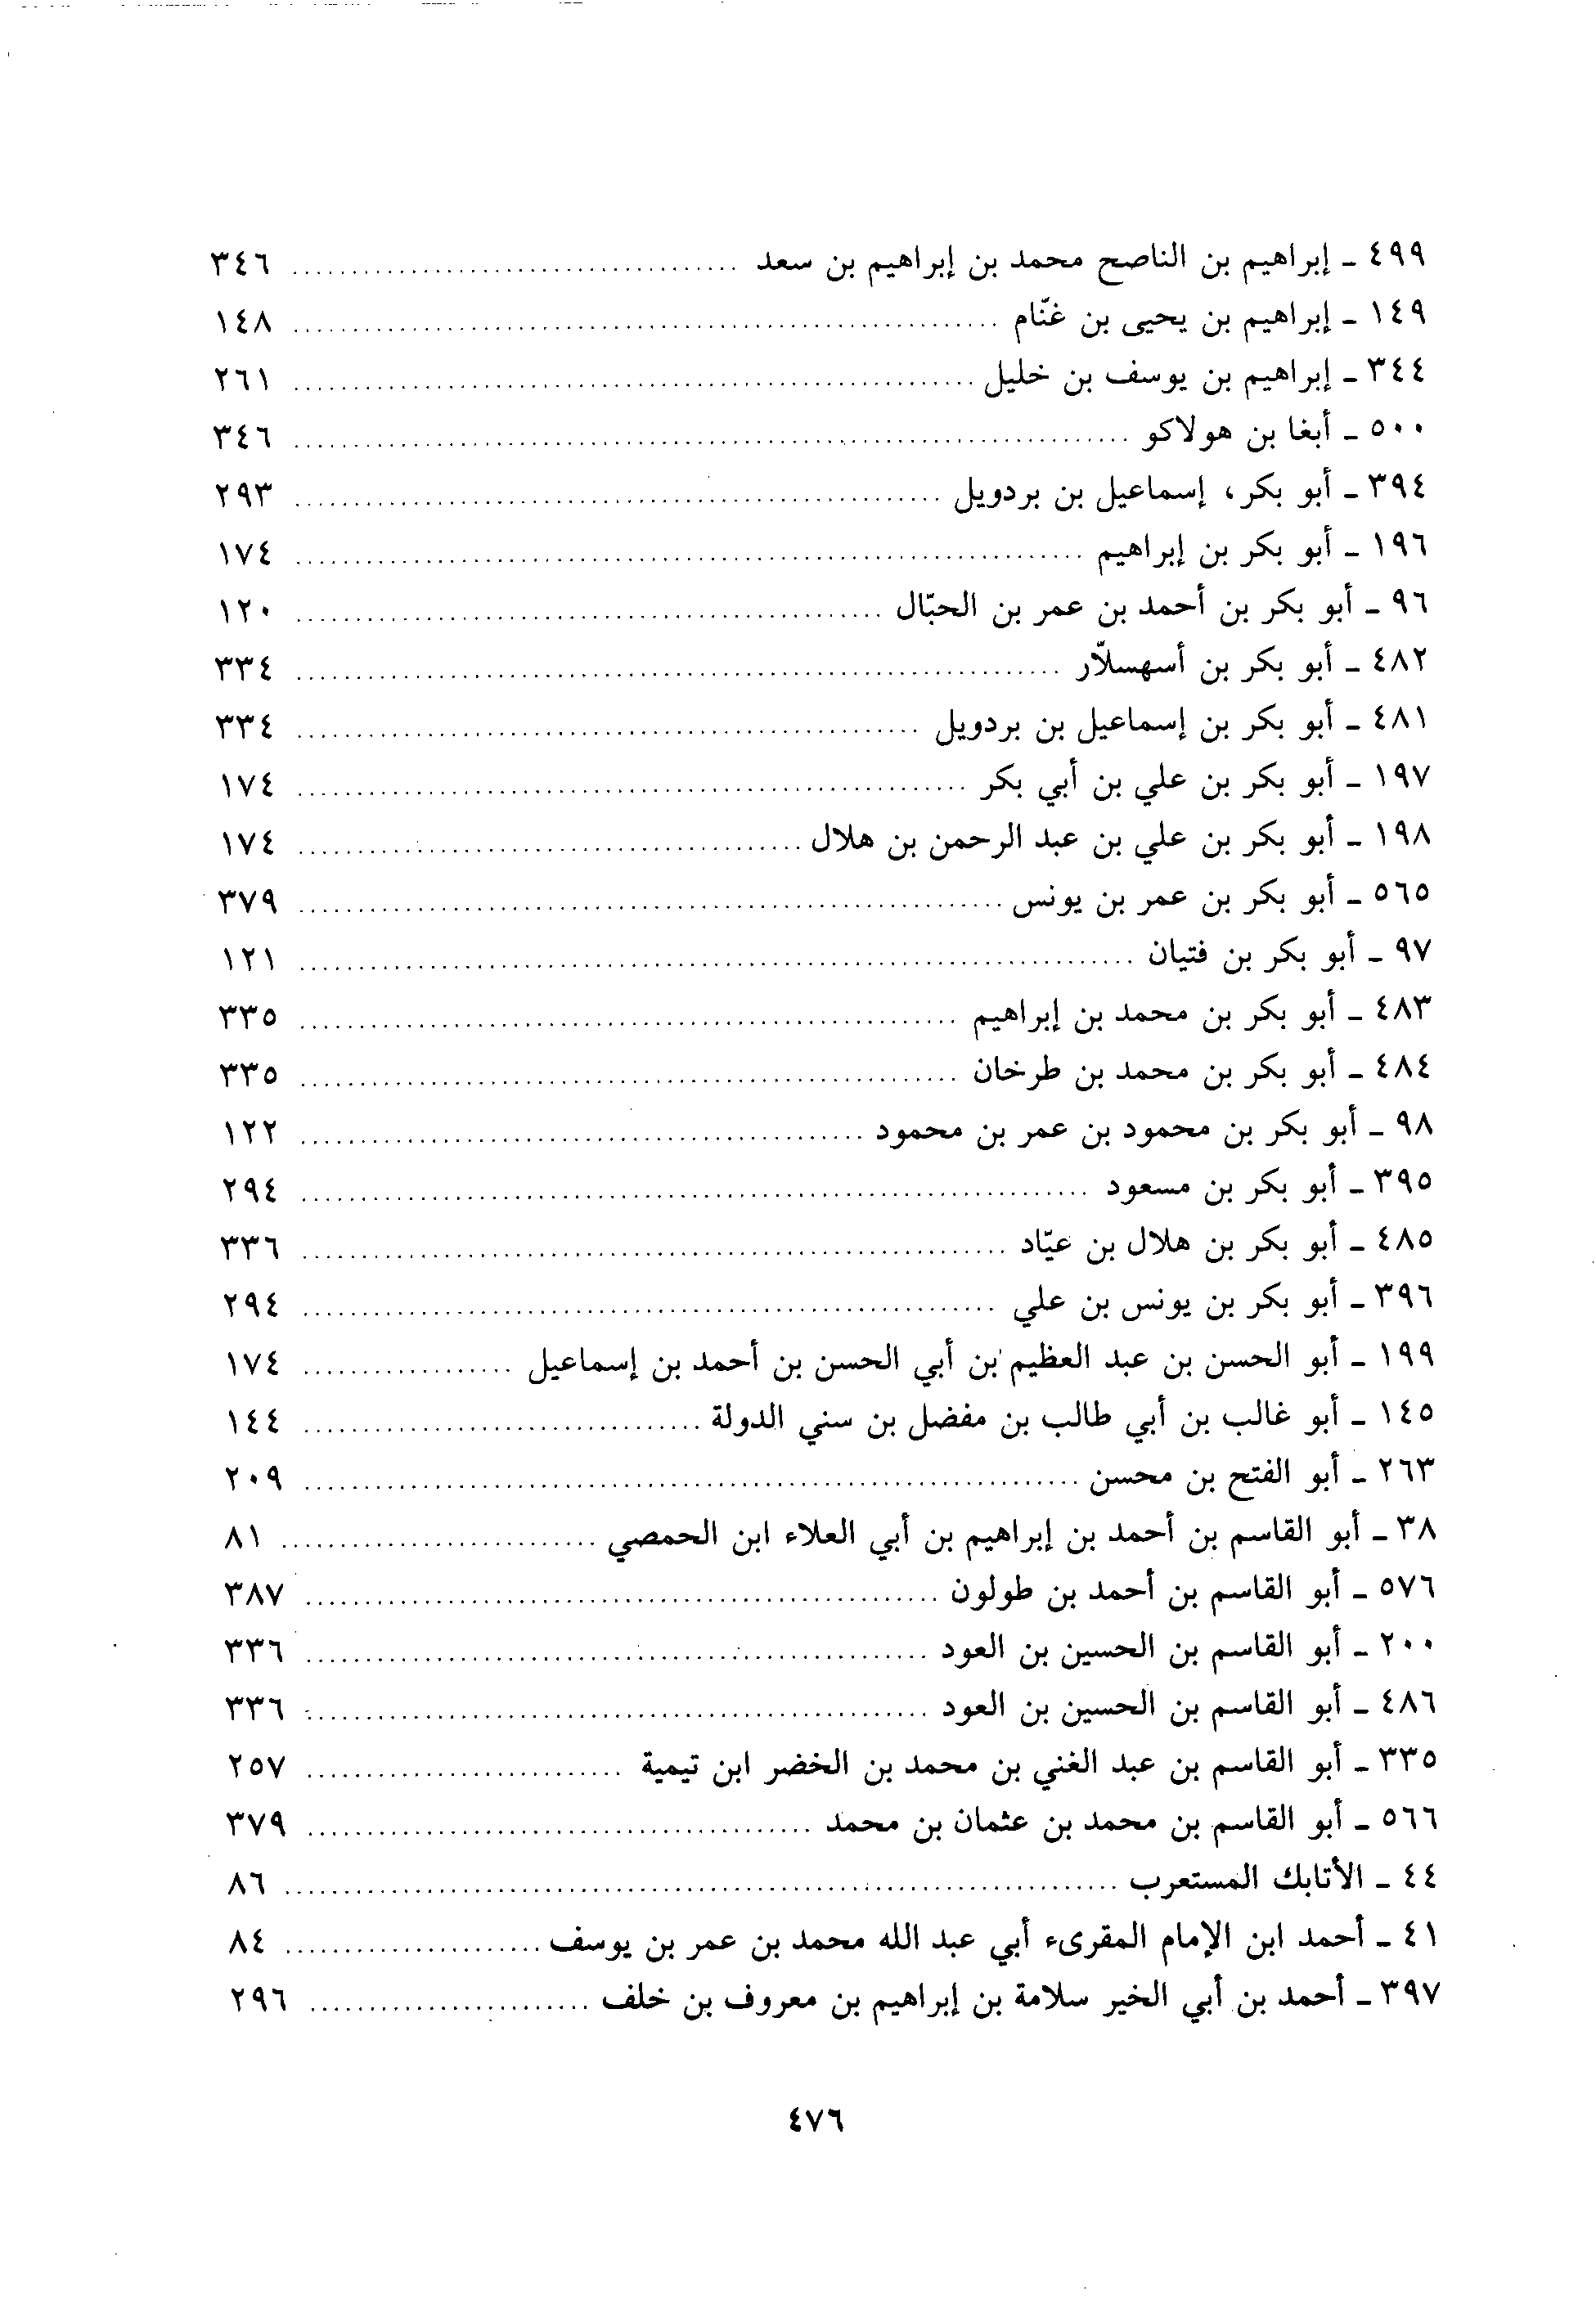 ٤٩٩ ـ إبراهيم بن الناصح محمد بن إبراهيم بن سعد ..... ٣٤٦
١٤٩ ـ إبراهيم بن يحيى بن غنّام ..... ١٤٨
٣٤٤ ـ إبراهيم بن يوسف بن خليل ..... ٢٦١
٥٠٠ ـ أبغا بن هولاكو ..... ٣٤٦
٣٩٤ ـ أبو بكر، إسماعيل بن بردويل ..... ٢٩٣
١٩٦ ـ أبو بكر بن إبراهيم ..... ١٧٤
٩٦ ـ أبو بكر بن أحمد بن عمر بن الحبّال ..... ١٢٠
٤٨٢ ـ أبو بكر بن أسهسلاّر ..... ٣٣٤
٤٨١ ـ أبو بكر بن إسماعيل بن بردويل ..... ٣٣٤
١٩٧ ـ أبو بكر بن علي بن أبي بكر ..... ١٧٤
١٩٨ ـ أبو بكر بن علي بن عبد الرحمن بن هلال ..... ١٧٤
٥٦٥ ـ أبو بكر بن عمر بن يونس ..... ٣٧٩
٩٧ ـ أبو بكر بن فتيان ..... ١٢١
٤٨٣ ـ أبو بكر بن محمد بن إبراهيم ..... ٣٣٥
٤٨٤ ـ أبو بكر بن محمد بن طرخان ..... ٣٣٥
٩٨ ـ أبو بكر بن محمود بن عمر بن محمود ..... ١٢٢
٣٩٥ ـ أبو بكر بن مسعود ..... ٢٩٤
٤٨٥ ـ أبو بكر بن هلال بن عيّاد ..... ٣٣٦
٣٩٦ ـ أبو بكر بن يونس بن علي ..... ٢٩٤
١٩٩ ـ أبو الحسن بن عبد العظيم بن أبي الحسن بن أحمد بن إسماعيل ..... ١٧٤
١٤٥ ـ أبو غالب بن أبي طالب بن مفضل بن سني الدولة ..... ١٤٤
٢٦٣ ـ أبو الفتح بن محسن ..... ٢٠٩
٣٨ ـ أبو القاسم بن أحمد بن إبراهيم بن أبي العلاء ابن الحمصي ..... ٨١
٥٧٦ ـ أبو القاسم بن أحمد بن طولون ..... ٣٨٧
٢٠٠ ـ أبو القاسم بن الحسين بن العود ..... ٣٣٦
٤٨٦ ـ أبو القاسم بن الحسين بن العود ..... ٣٣٦
٣٣٥ ـ أبو القاسم بن عبد الغني بن محمد بن الخضر ابن تيمية ..... ٢٥٧
٥٦٦ ـ أبو القاسم بن محمد بن عثمان بن محمد ..... ٣٧٩
٤٤ ـ الأتابك المستعرب ..... ٨٦
٤١ ـ أحمد ابن الإمام المقرىء أبي عبد الله محمد بن عمر بن يوسف ..... ٨٤
٣٩٧ ـ أحمد بن أبي الخير سلامة بن إبراهيم بن معروف بن خلف ..... ٢٩٦
٤٧٦